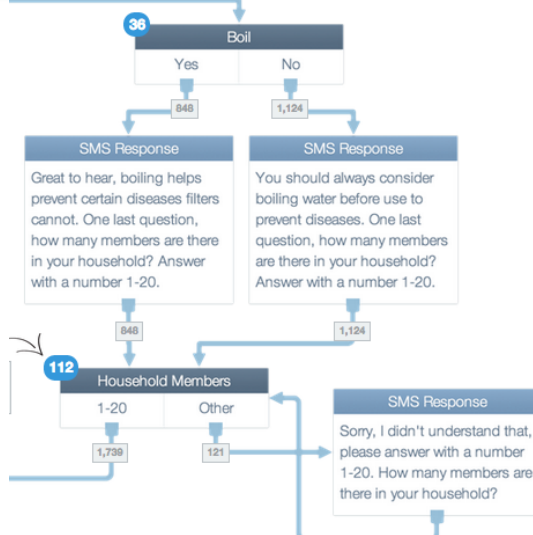 36
Boil
Yes No
848 1,124
SMS Response
Great to hear, boiling helps
prevent certain diseases filters
cannot. One last question,
how many members are there
in your household? Answer
with a number 1-20.
SMS Response
You should always consider
boiling water before use to
prevent diseases. One last
question, how many members
are there in your household?
Answer with a number 1-20.
848 1,124
112
Household Members
1-20 Other
1,739 121
SMS Response
Sorry, I didn't understand that,
please answer with a number
1-20. How many members are
there in your household?